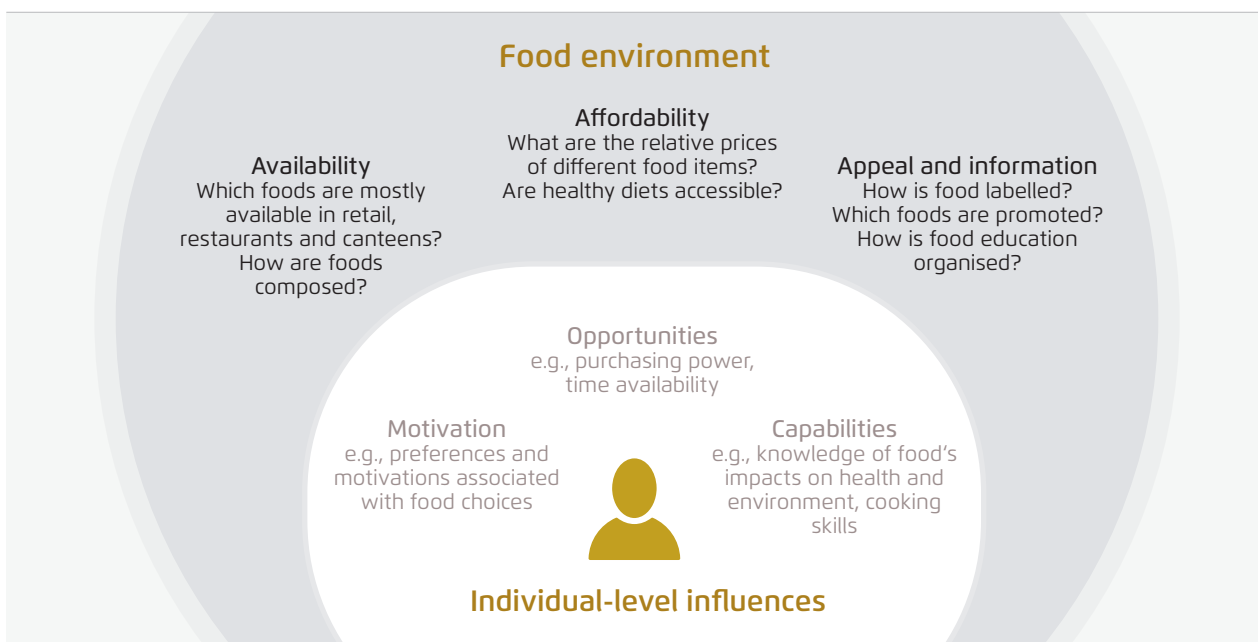 Food environment
Affordability
What are the relative prices
of different food items?
Are healthy diets accessible?
Availability
Which foods are mostly
available in retail,
restaurants and canteens?
How are foods
composed?
Appeal and information
How is food labelled?
Which foods are promoted?
How is food education
organised?
Opportunities
e.g., purchasing power,
time availability
Motivation
e.g., preferences and
motivations associated
with food choices
Capabilities
e.g., knowledge of food’s
impacts on health and
environment, cooking
skills
Individual-level influences